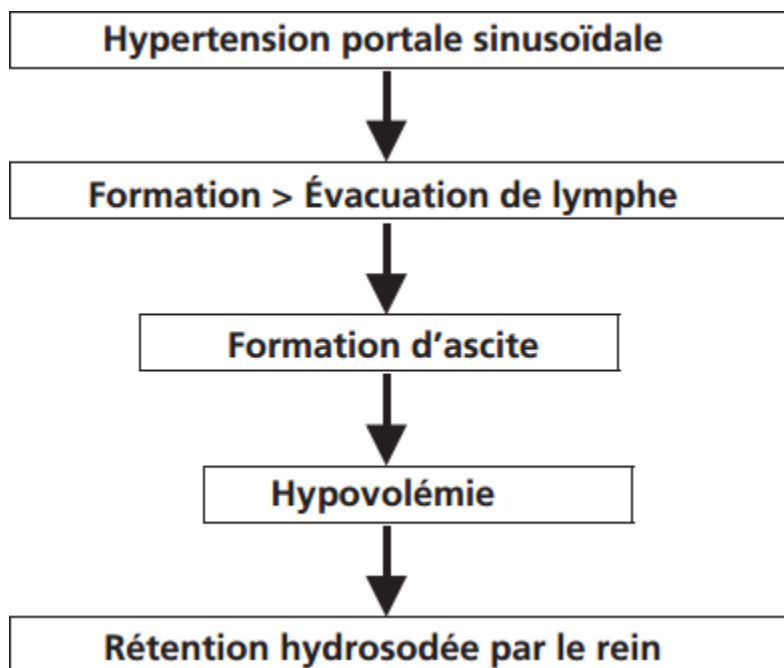 Hypertension portale sinusoïdale
Formation > Évacuation de lymphe
Formation d'ascite
Hypovolémie
Rétention hydrosodée par le rein